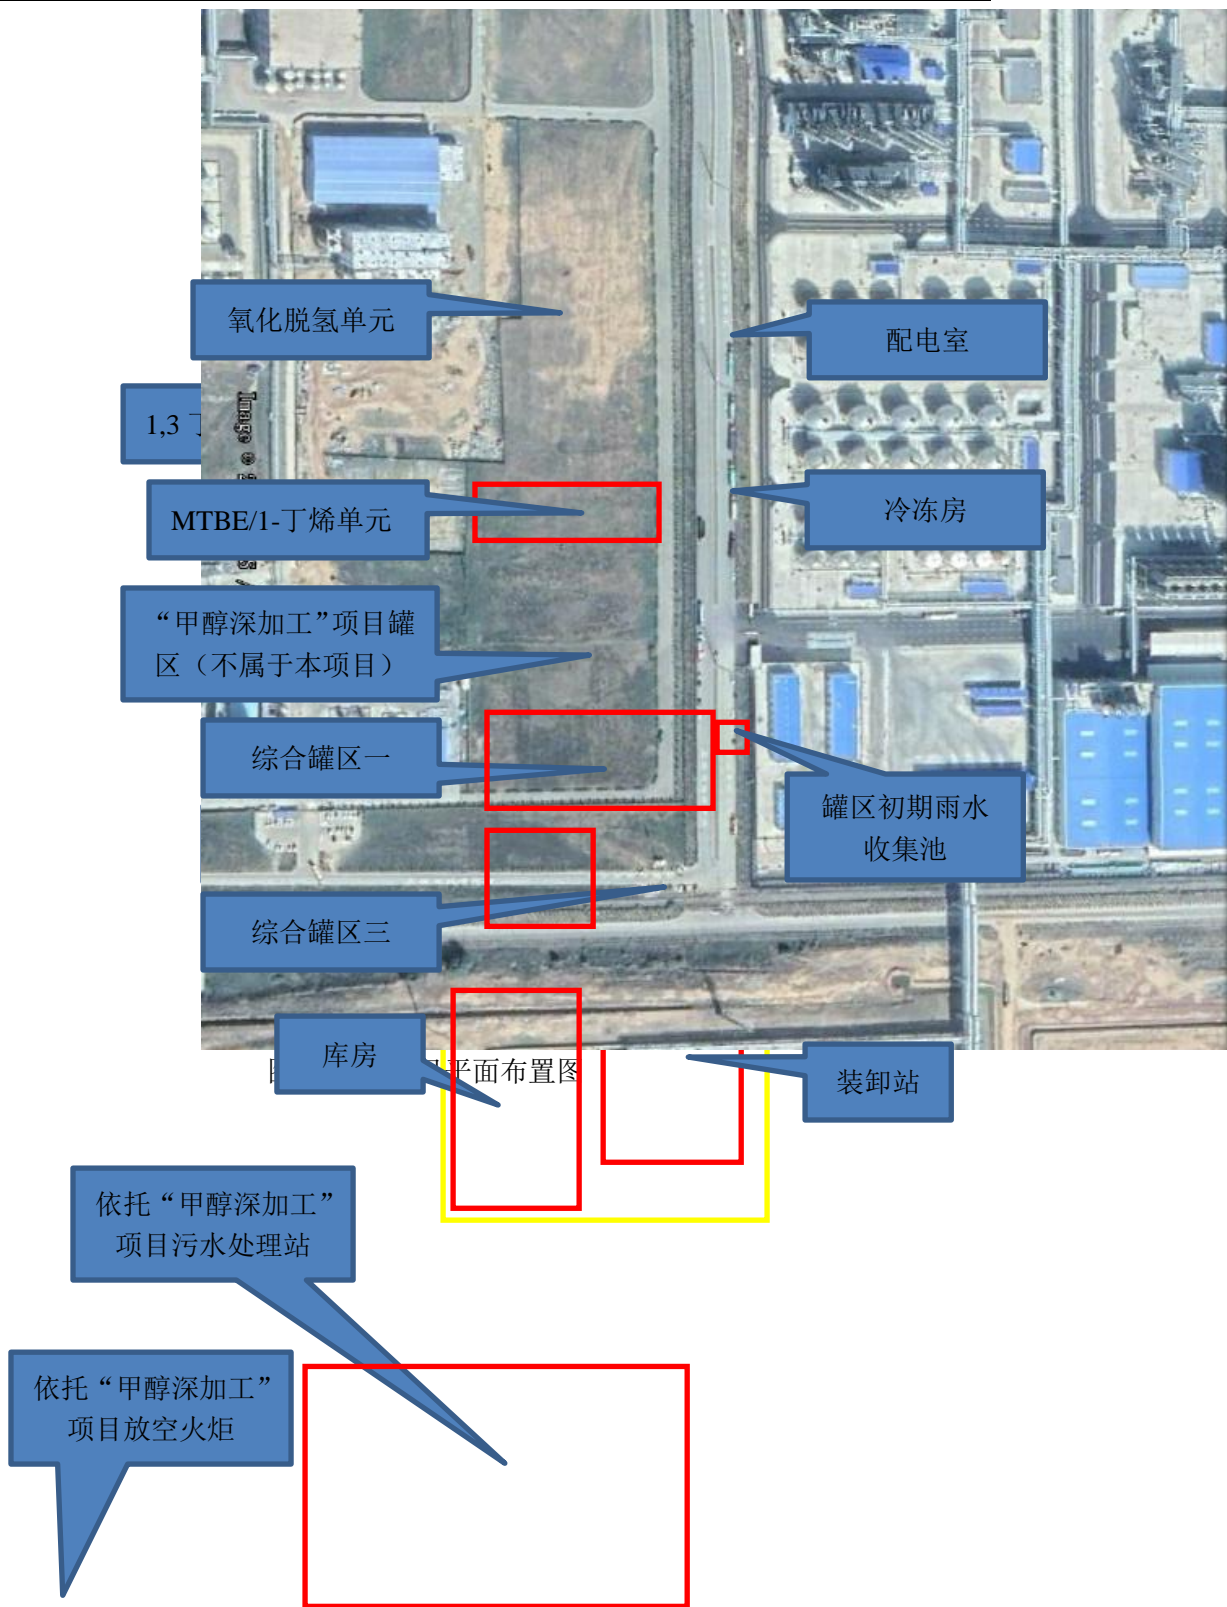 氧化脱氢单元
配电室
1,3
Image ©
MTBE/1-丁烯单元
冷冻房
“甲醇深加工”项目罐
区（不属于本项目）
综合罐区一
罐区初期雨水
收集池
综合罐区三
库房
平面布置图
装卸站
依托“甲醇深加工”
项目污水处理站
依托“甲醇深加工”
项目放空火炬